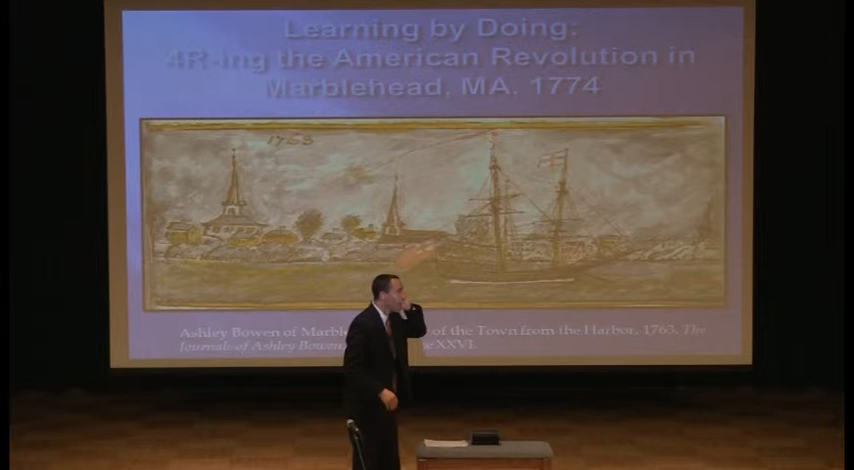 Learning by Doing:
4R-ing the American Revolution in
Marblehead, MA. 1774
1763
Ashley Bowen of of the Town from the Harbor, 1763. The
Journals of Ashley Bowen XXVI.